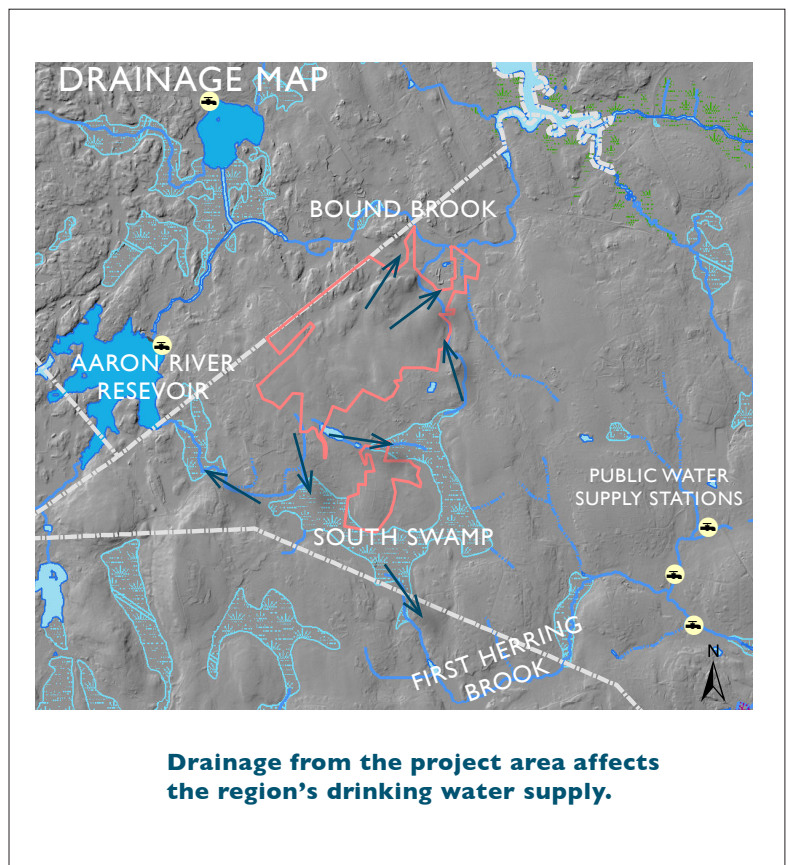 DRAINAGE MAP
BOUND BROOK
AARON RIVER
RESEVOIR
PUBLIC WATER
SUPPLY STATIONS
SOUTH SWAMP
FIRST HERRING
BROOK
N
Drainage from the project area affects
the region's drinking water supply.